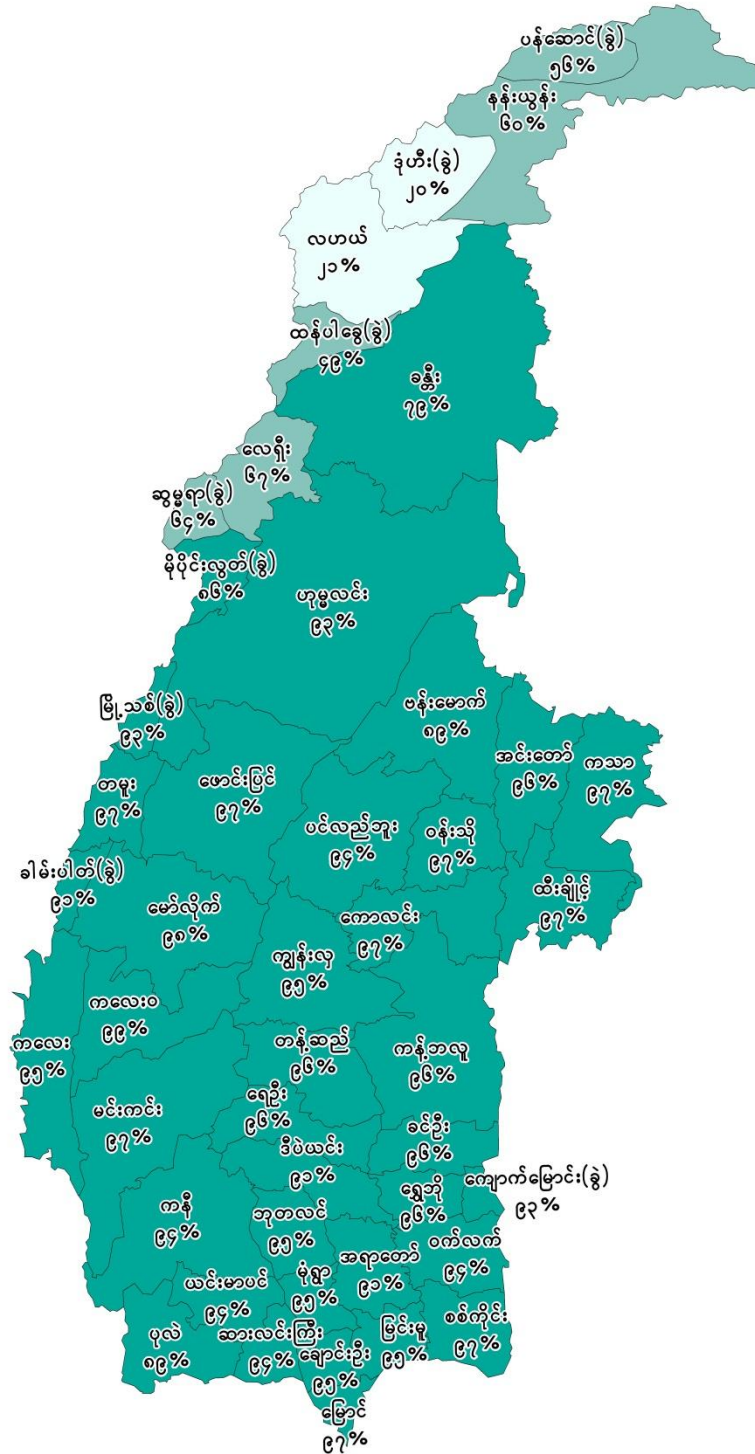 ပန်ဆောင်(ခွဲ)
၅၆%
နန်းယွန်း
၆၀%
ဒုံဟီး(ခွဲ)
၂၀%
လဟယ်
၂၁%
ထန်ပါခွေ(ခွဲ)
၄၉%
ခန္တီး
၇၉%
လေရှီး
၆၇%
ဆွမ္မရာ(ခွဲ)
၆၄%
မိုပိုင်းလွတ်(ခွဲ)
၈၆%
ဟုမ္မလင်း
၉၃%
ဗန်းမောက်
၈၉%
မြို့သစ်(ခွဲ)
၉၃%
အင်းတော်
၉၆%
ကသာ
၉၇%
တမူး
၉၇%
ဖောင်းပြင်
၉၇%
ပင်လည်ဘူး
၉၄%
ဝန်းသို
၉၇%
ခါမ်းပါတ်(ခွဲ)
၉၁%
မော်လိုက်
၉၈%
ကောလင်း
၉၇%
ထီးချိုင့်
၉၇%
ကျွန်းလှ
၉၅%
ကလေးဝ
၉၉%
ကလေး
၉၅%
တန့်ဆည်
၉၆%
ကန့်ဘလူ
၉၆%
မင်းကင်း
၉၇%
ရေဦး
၉၆%
ခင်ဦး
၉၆%
ဒီပဲယင်း
၉၁%
ရွှေဘို
၉၆%
ကျောက်မြောင်း(ခွဲ)
၉၃%
ကနီ
၉၄%
ဘုတလင်
၉၅%
အရာတော်
၉၁%
ဝက်လက်
၉၄%
ယင်းမာပင်
၉၄%
မုံရွာ
၉၅%
ပုလဲ
၈၉%
ဆားလင်းကြီး
၉၄%
ချောင်းဦး
၉၅%
မြင်းမူ
၉၅%
စစ်ကိုင်း
၉၇%
မြောင်
၉၇%